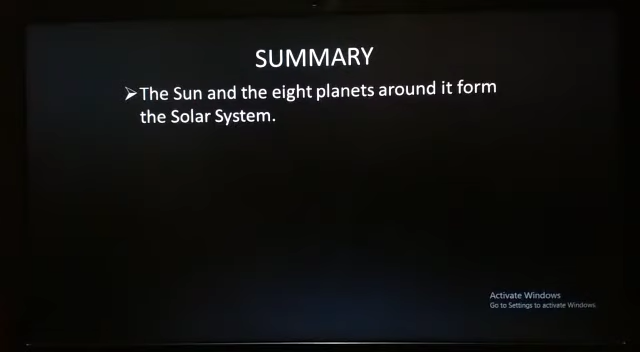 SUMMARY
➢The Sun and the eight planets around it form
the Solar System.
Activate Windows
Go to Settings to activate Windows.